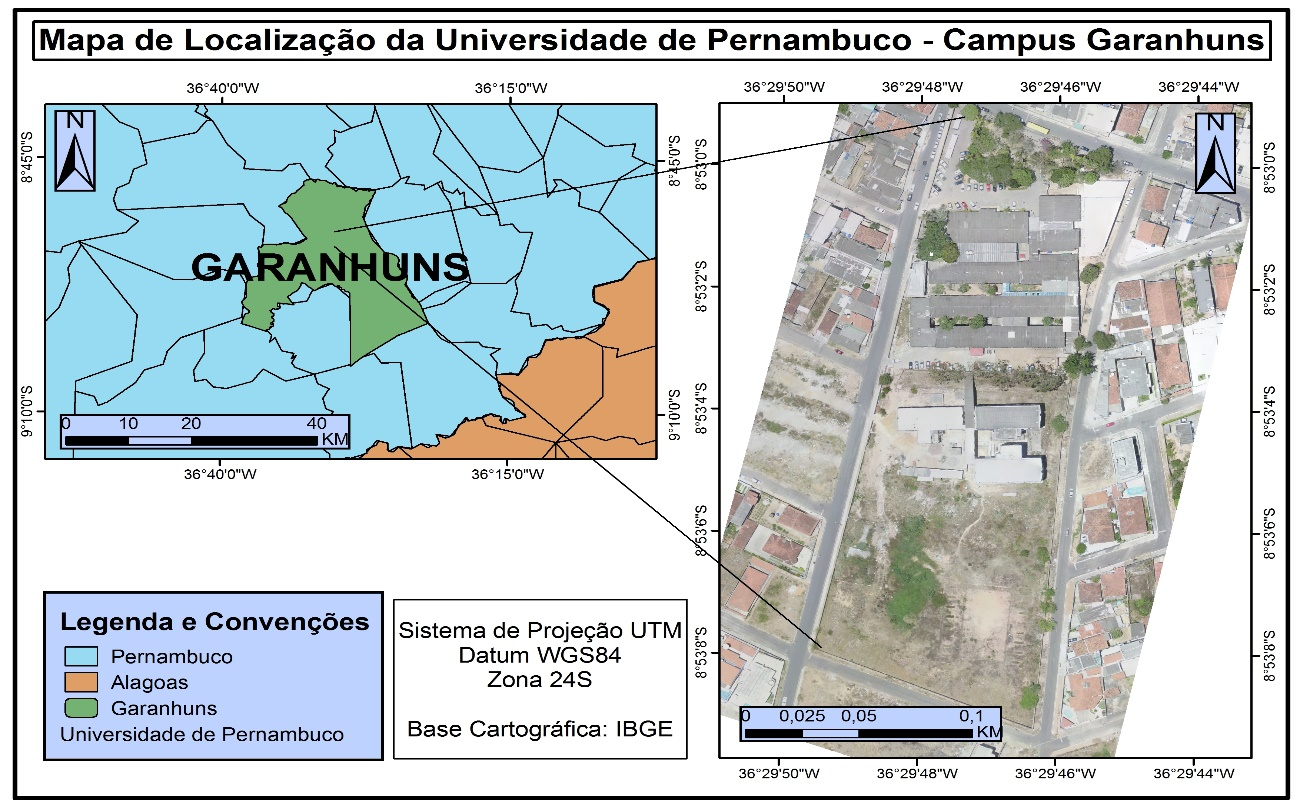 Mapa de Localização da Universidade de Pernambuco - Campus Garanhuns
36°40'0"W
36°15'0"W
N
8°45'0"S
8°45'0"S
GARANHUNS
9°10'0"S
9°10'0"S
0 10 20 40
KM
36°40'0"W
36°15'0"W
36°29'50"W
36°29'48"W
36°29'46"W
36°29'44"W
N
8°53'0"S
8°53'0"S
8°53'2"S
8°53'2"S
8°53'4"S
8°53'4"S
8°53'6"S
8°53'6"S
8°53'8"S
8°53'8"S
0 0,025 0,05 0,1
KM
36°29'50"W
36°29'48"W
36°29'46"W
36°29'44"W
Legenda e Convenções
Pernambuco
Alagoas
Garanhuns
Universidade de Pernambuco
Sistema de Projeção UTM
Datum WGS84
Zona 24S
Base Cartográfica: IBGE